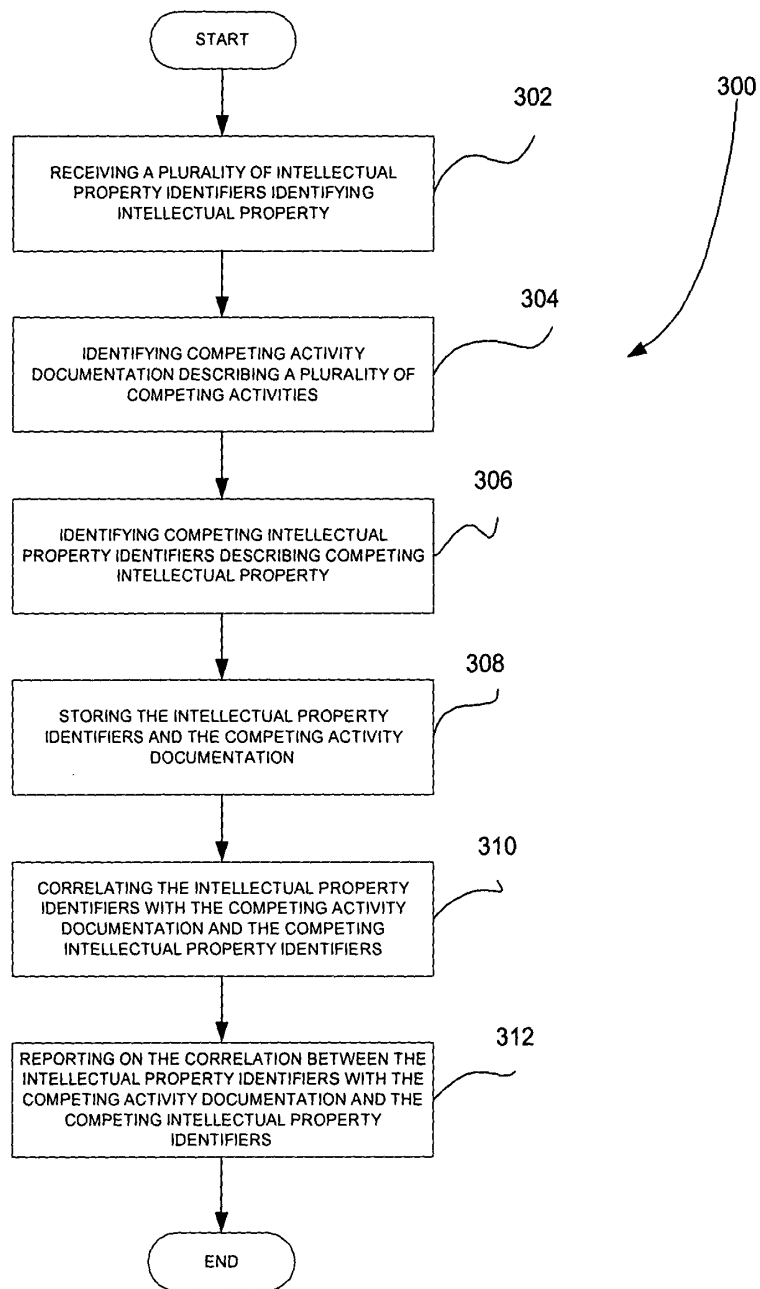 START
302
300
RECEIVING A PLURALITY OF INTELLECTUAL
PROPERTY IDENTIFIERS IDENTIFYING
INTELLECTUAL PROPERTY
304
IDENTIFYING COMPETING ACTIVITY
DOCUMENTATION DESCRIBING A PLURALITY OF
COMPETING ACTIVITIES
306
IDENTIFYING COMPETING INTELLECTUAL
PROPERTY IDENTIFIERS DESCRIBING COMPETING
INTELLECTUAL PROPERTY
308
STORING THE INTELLECTUAL PROPERTY
IDENTIFIERS AND THE COMPETING ACTIVITY
DOCUMENTATION
310
CORRELATING THE INTELLECTUAL PROPERTY
IDENTIFIERS WITH THE COMPETING ACTIVITY
DOCUMENTATION AND THE COMPETING
INTELLECTUAL PROPERTY IDENTIFIERS
312
REPORTING ON THE CORRELATION BETWEEN THE
INTELLECTUAL PROPERTY IDENTIFIERS WITH THE
COMPETING ACTIVITY DOCUMENTATION AND THE
COMPETING INTELLECTUAL PROPERTY
IDENTIFIERS
END